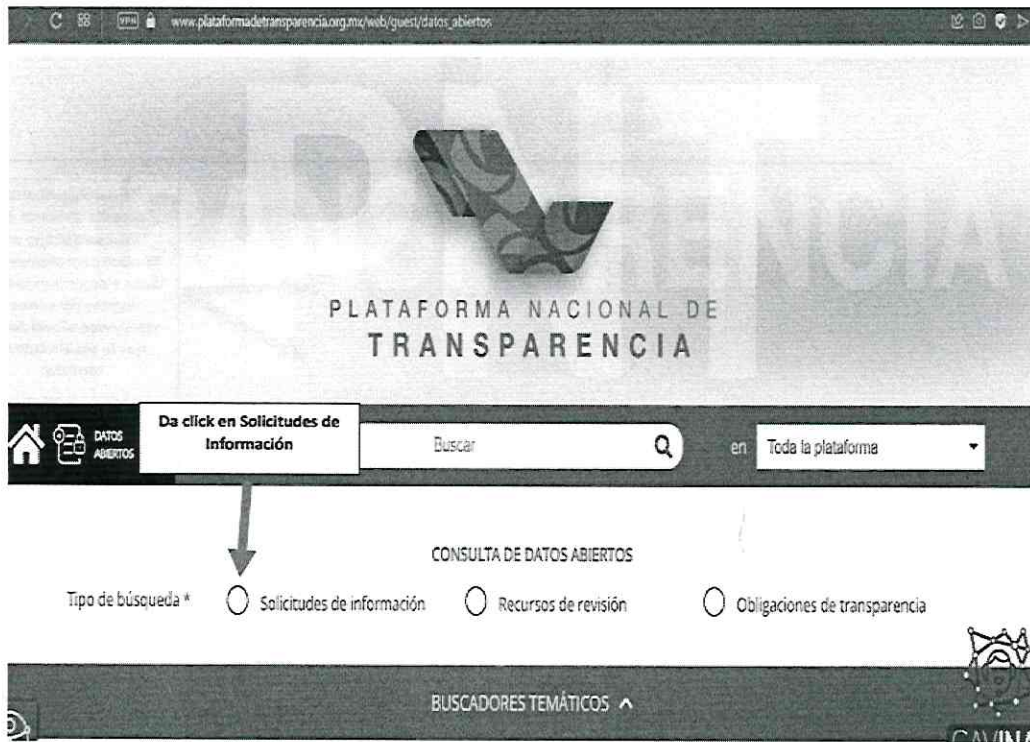 VPN www.plataformadetransparencia.org.mx/web/guest/datos_abiertos
PLATAFORMA NACIONAL DE
TRANSPARENCIA
DATOS
ABIERTOS
Da click en Solicitudes de
Información
Buscar
en Toda la plataforma
CONSULTA DE DATOS ABIERTOS
Tipo de búsqueda * Solicitudes de información Recursos de revisión Obligaciones de transparencia
BUSCADORES TEMÁTICOS
CAVINAI